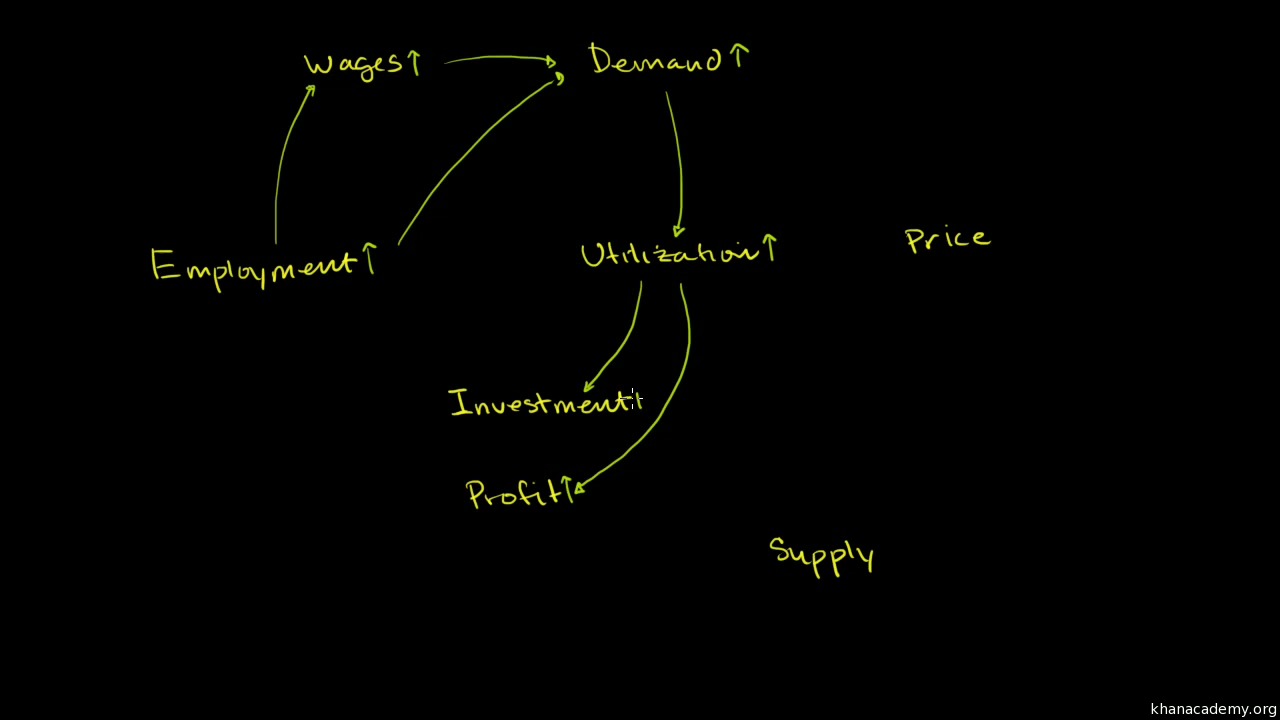 Wages↑
Demand↑
Employment↑
Utilization↑
Price
Investment↑
Profit↑
Supply
khanacademy.org